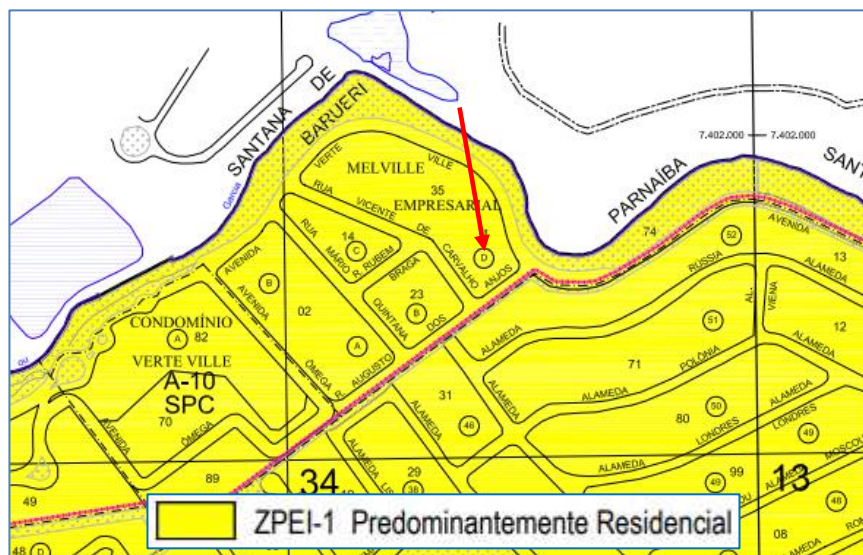 SANTANA DE
BARUERI
Garoa
7.402.000
7.402.000
PARNAÍBA
SANT
VERTE VILLE
MELVILLE
35
EMPRESARIAL
RUA VICENTE DE CARVALHO
D
ANJOS
14
C
RUA MÁRIO
R. RUBEM BRAGA
23
B
QUINTANA
DOS
AVENIDA
B
AVENIDA
02
A
ÔMEGA
R. AUGUSTO
CONDOMÍNIO
A
82
VERTE VILLE
A-10
SPC
70
AVENIDA
ÔMEGA
ou
74
52
AVENIDA
13
RÚSSIA
ALAMEDA
AL.
VIENA
12
51
ALAMEDA
71
POLÔNIA
31
46
ALAMEDA
ALAMEDA
ALAMEDA
80
50
LONDRES
ALAMEDA
49
LONDRES
MOSCOU
ALAMEDA
99
49
13
48
ALAMEDA
34
29
38
89
49
48
D
08
ZPEI-1 Predominantemente Residencial